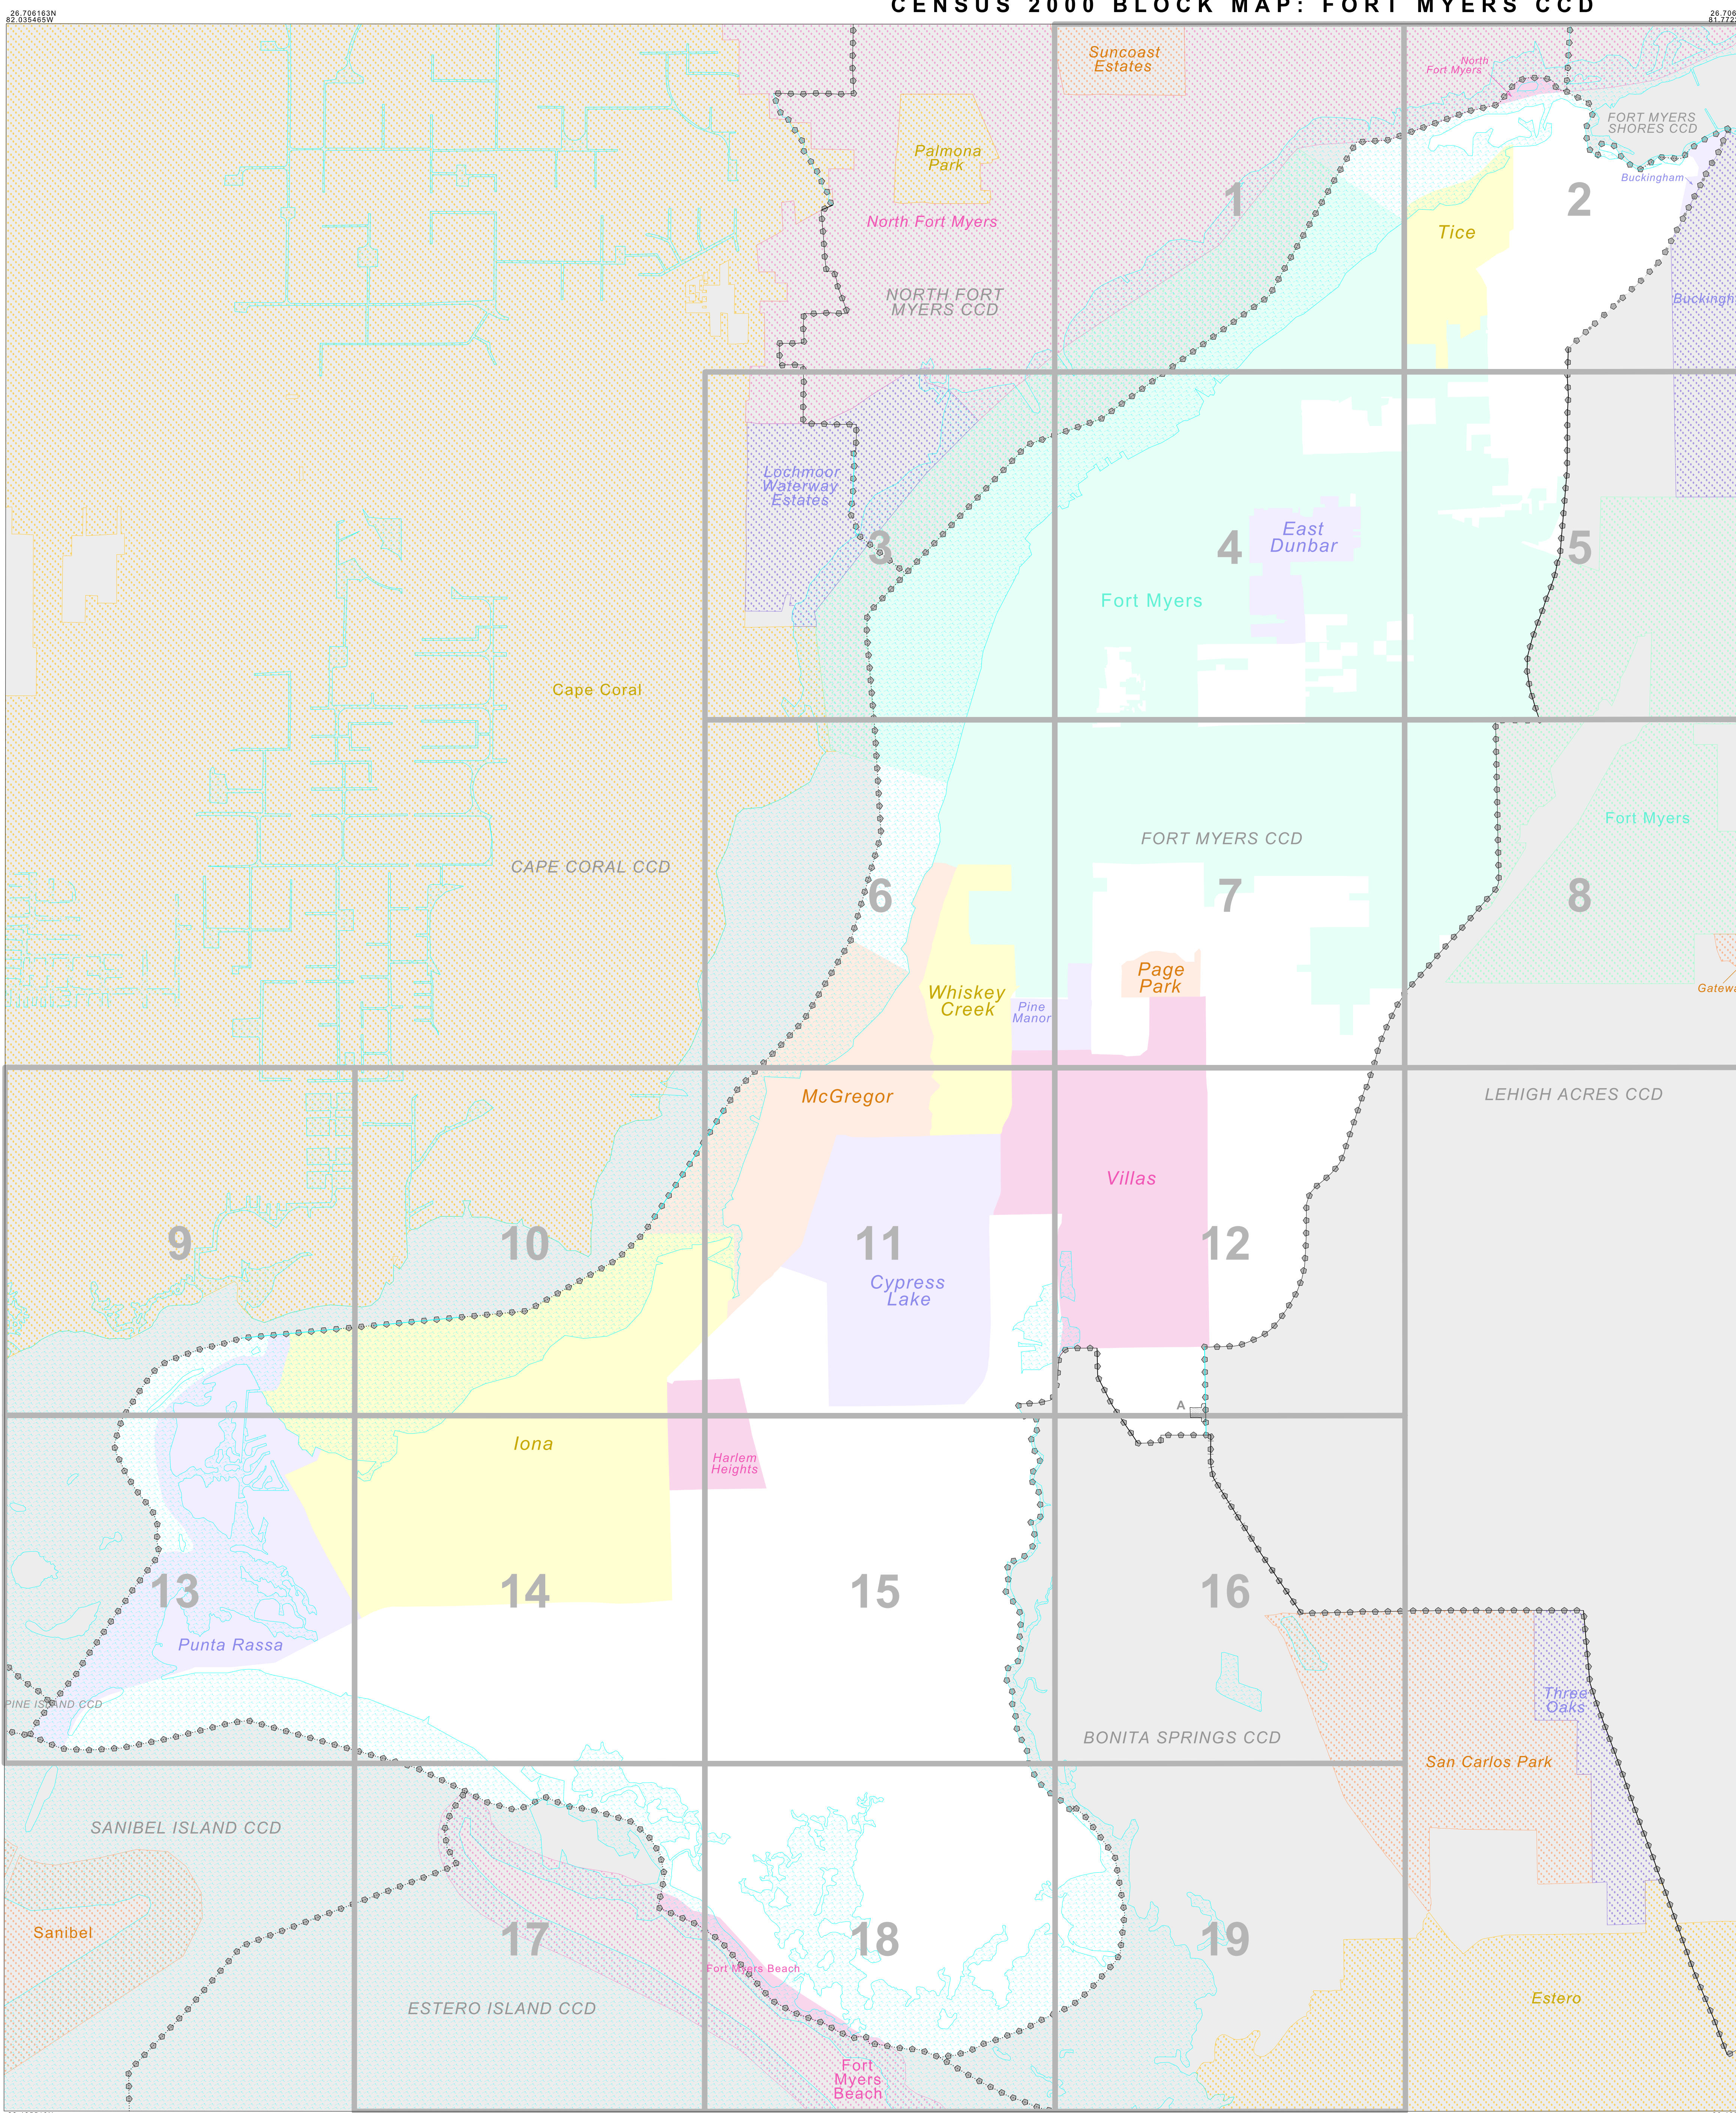 CENSUS 2000 BLOCK MAP: FORT MYERS CCD
26.706163N
82.035465W
Suncoast
Estates
North
Fort Myers
FORT MYERS
SHORES CCD
Palmona
Park
Buckingham
1
2
North Fort Myers
Tice
NORTH FORT
MYERS CCD
Lochmoor
Waterway
Estates
East
Dunbar
3
4
5
Fort Myers
Cape Coral
Fort Myers
FORT MYERS CCD
CAPE CORAL CCD
6
7
8
Page
Park
Whiskey
Creek
Pine
Manor
McGregor
LEHIGH ACRES CCD
Villas
9
10
11
12
Cypress
Lake
A
Iona
Harlem
Heights
13
14
15
16
Punta Rassa
PINE ISLAND CCD
Three
Oaks
BONITA SPRINGS CCD
San Carlos Park
SANIBEL ISLAND CCD
Sanibel
17
18
19
Fort Myers Beach
Estero
ESTERO ISLAND CCD
Fort
Myers
Beach